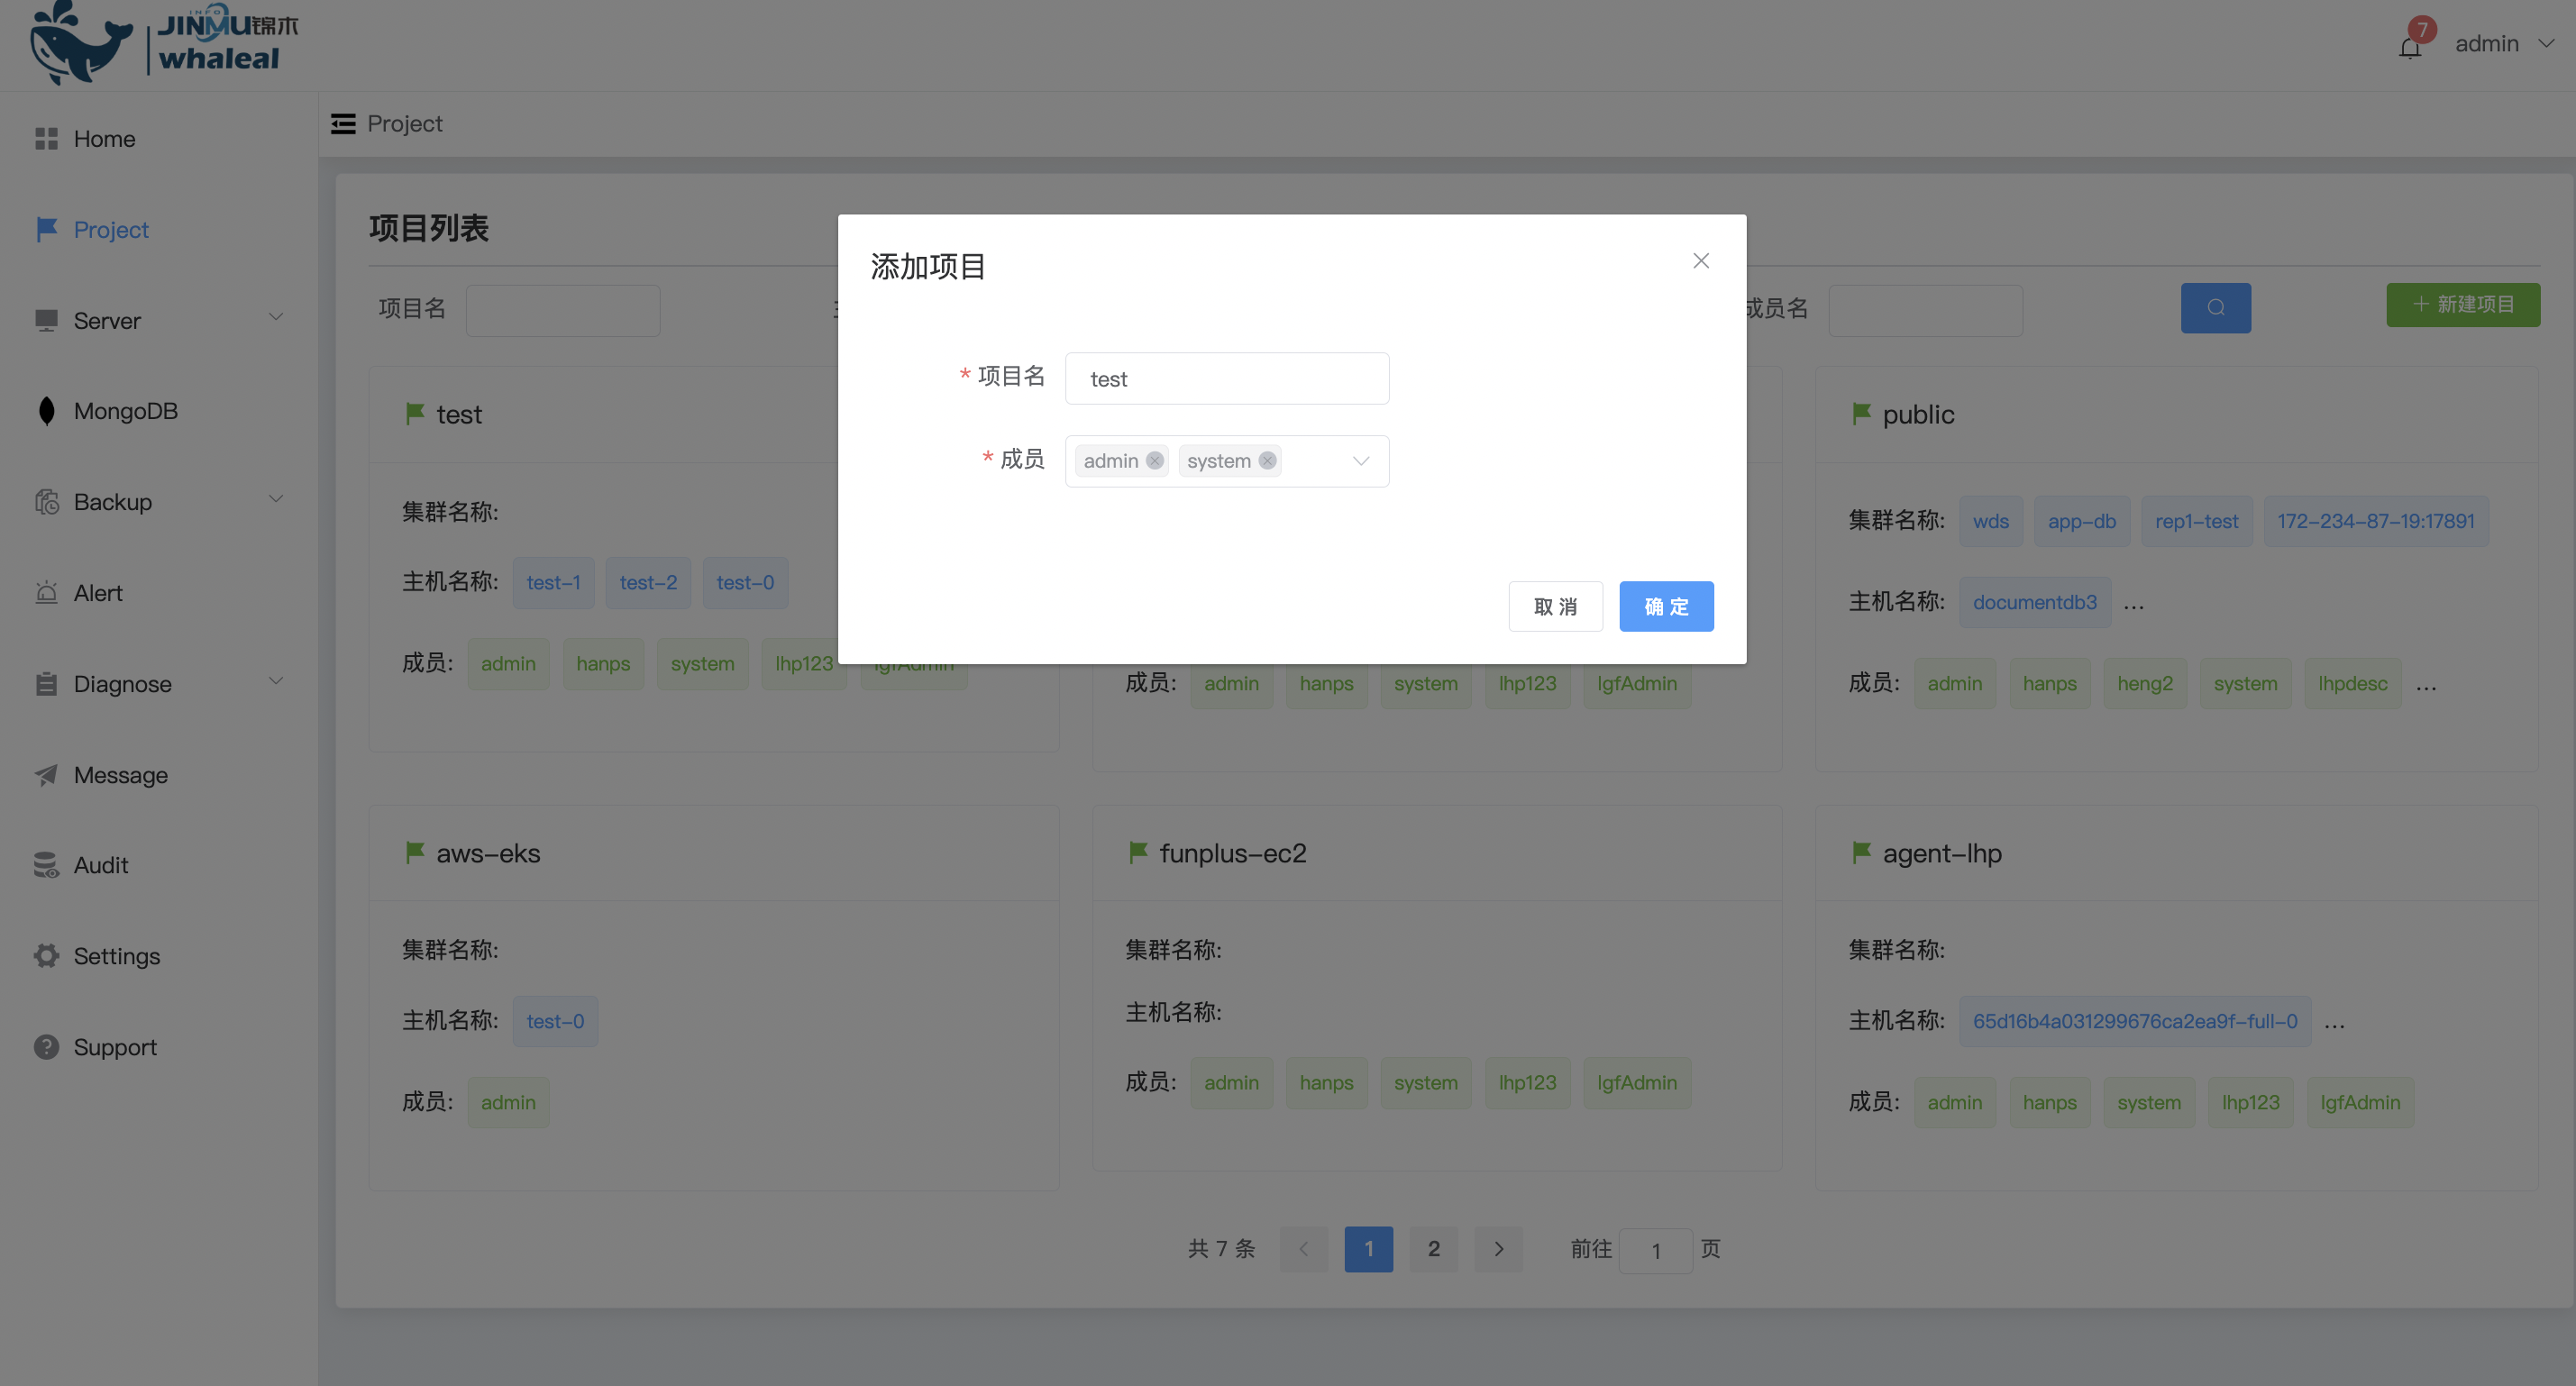 INFO
JINMU锦木
whaleal
7
admin
Home
Project
Server
MongoDB
Backup
Alert
Diagnose
Message
Audit
Settings
Support
Project
项目列表
项目名
成员名
新建项目
添加项目
* 项目名 test
* 成员 admin system
取 消 确 定
test
集群名称:
主机名称: test-1 test-2 test-0
成员: admin hanps system lhp123 lgfAdmin
成员: admin hanps system lhp123 lgfAdmin
public
集群名称: wds app-db rep1-test 172-234-87-19:17891
主机名称: documentdb3 ...
成员: admin hanps heng2 system lhpdesc ...
aws-eks
集群名称:
主机名称: test-0
成员: admin
funplus-ec2
集群名称:
主机名称:
成员: admin hanps system lhp123 lgfAdmin
agent-lhp
集群名称:
主机名称: 65d16b4a031299676ca2ea9f-full-0 ...
成员: admin hanps system lhp123 lgfAdmin
共 7 条 1 2 前往 1 页